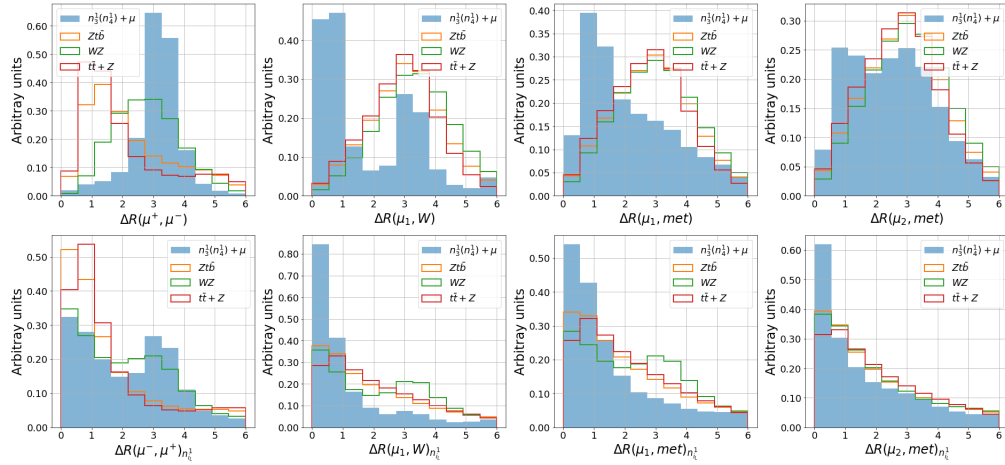 Arbitrary units
0.60
0.50
0.40
0.30
0.20
0.10
0.00
n₃¹(n₄¹) + μ
Ztb̄
WZ
tt̄ + Z
0 1 2 3 4 5 6
ΔR(μ⁺, μ⁻)
Arbitrary units
0.40
0.30
0.20
0.10
0.00
n₃¹(n₄¹) + μ
Ztb̄
WZ
tt̄ + Z
0 1 2 3 4 5 6
ΔR(μ₁, W)
Arbitrary units
0.40
0.35
0.30
0.25
0.20
0.15
0.10
0.05
0.00
n₃¹(n₄¹) + μ
Ztb̄
WZ
tt̄ + Z
0 1 2 3 4 5 6
ΔR(μ₁, met)
Arbitrary units
0.30
0.25
0.20
0.15
0.10
0.05
0.00
n₃¹(n₄¹) + μ
Ztb̄
WZ
tt̄ + Z
0 1 2 3 4 5 6
ΔR(μ₂, met)
Arbitrary units
0.50
0.40
0.30
0.20
0.10
0.00
n₃¹(n₄¹) + μ
Ztb̄
WZ
tt̄ + Z
0 1 2 3 4 5 6
ΔR(μ⁻, μ⁺)
Arbitrary units
0.80
0.70
0.60
0.50
0.40
0.30
0.20
0.10
0.00
n₃¹(n₄¹) + μ
Ztb̄
WZ
tt̄ + Z
0 1 2 3 4 5 6
ΔR(μ₁, W)
Arbitrary units
0.50
0.40
0.30
0.20
0.10
0.00
n₃¹(n₄¹) + μ
Ztb̄
WZ
tt̄ + Z
0 1 2 3 4 5 6
ΔR(μ₁, met)
Arbitrary units
0.60
0.50
0.40
0.30
0.20
0.10
0.00
n₃¹(n₄¹) + μ
Ztb̄
WZ
tt̄ + Z
0 1 2 3 4 5 6
ΔR(μ₂, met)